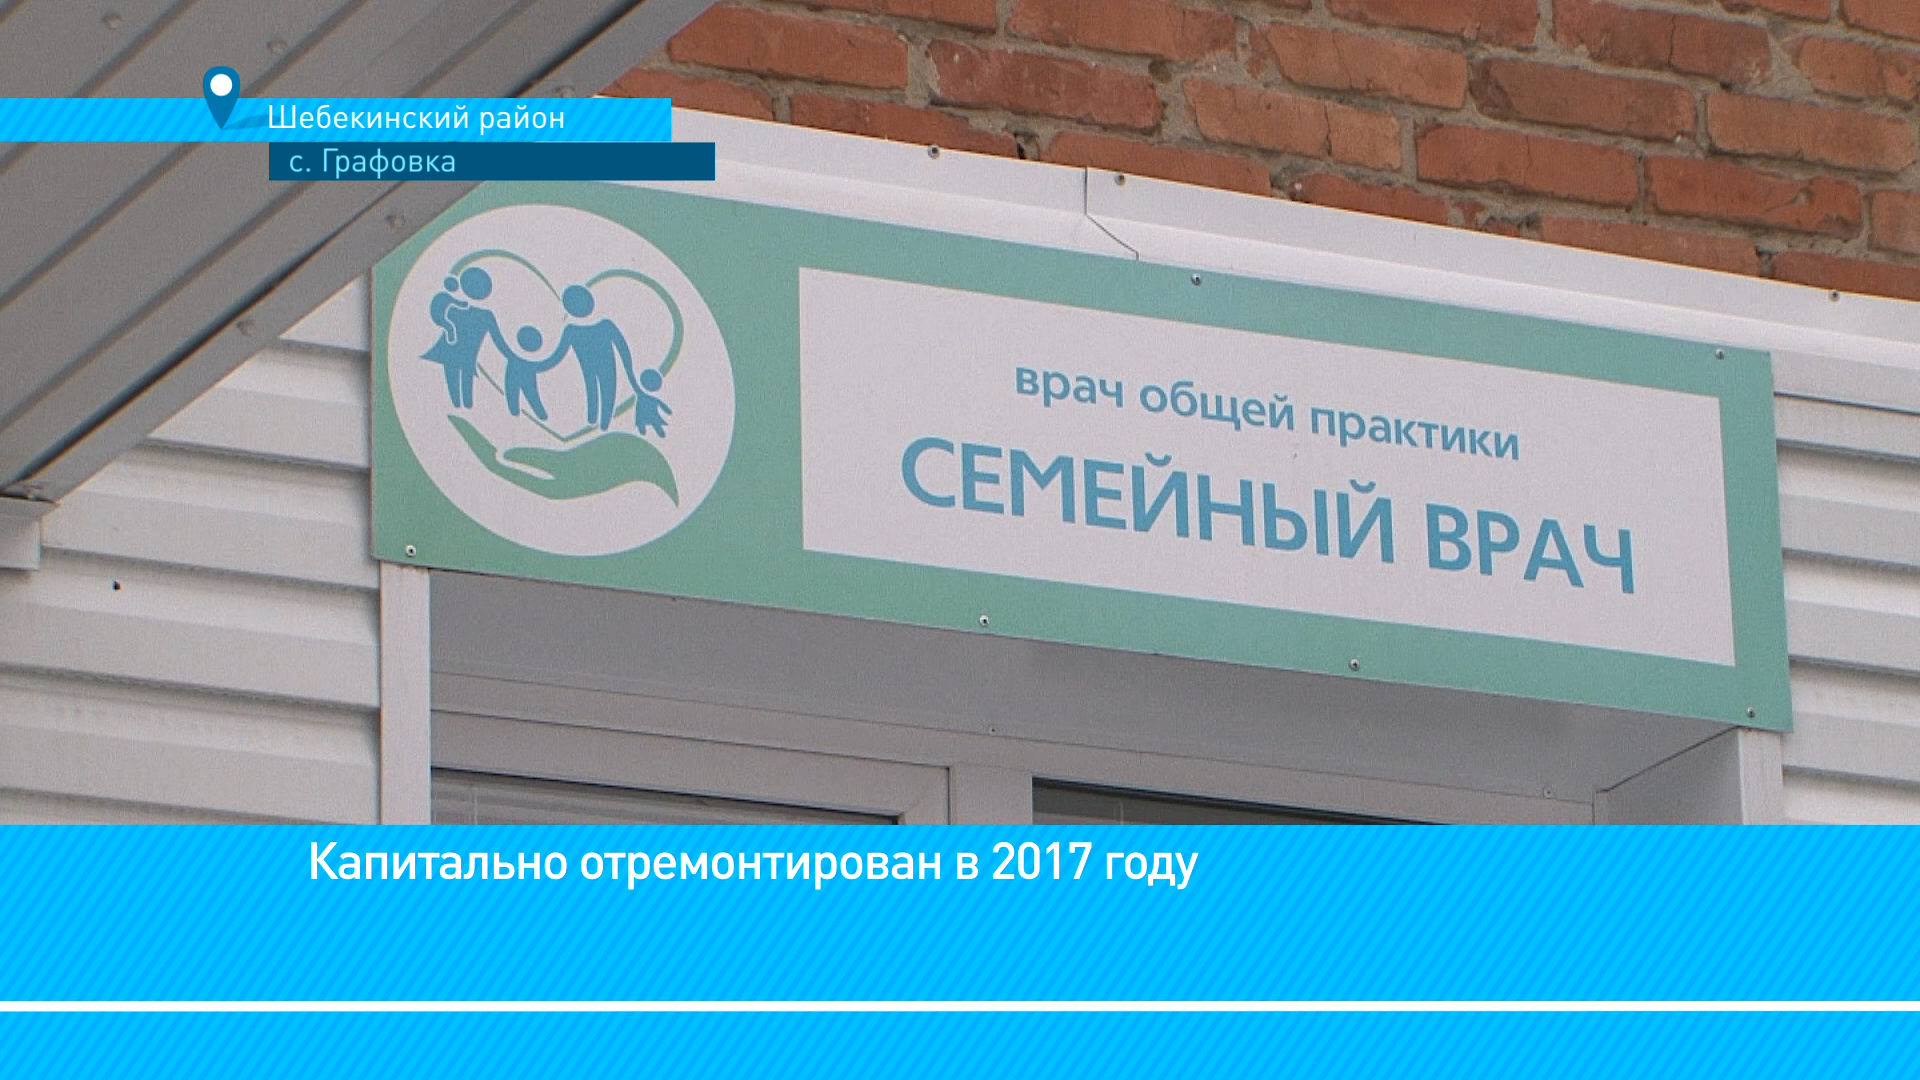 Шебекинский район
с. Графовка
врач общей практики
СЕМЕЙНЫЙ ВРАЧ
Капитально отремонтирован в 2017 году